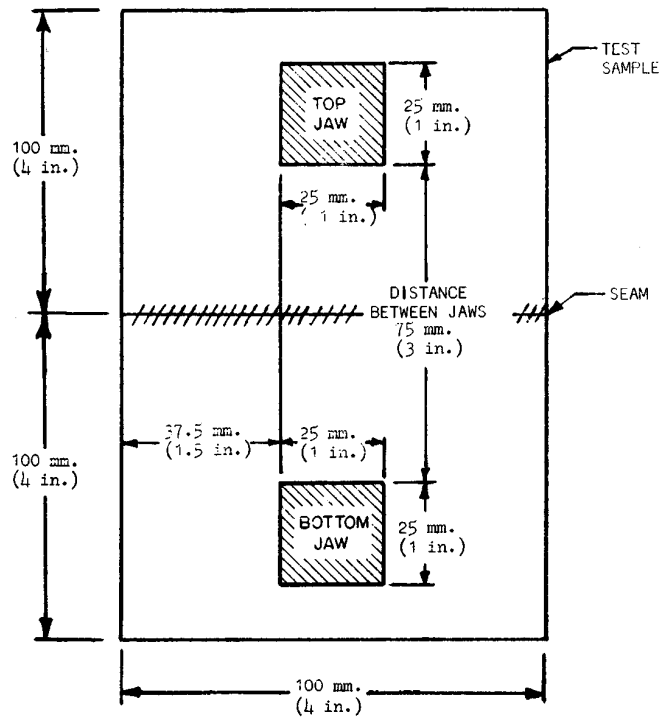 TEST
SAMPLE
TOP
JAW
25 mm.
(1 in.)
100 mm.
(4 in.)
25 mm.
( 1 in.)
DISTANCE
BETWEEN JAWS
75 mm.
(3 in.)
SEAM
37.5 mm.
(1.5 in.)
25 mm.
(1 in.)
100 mm.
(4 in.)
BOTTOM
JAW
25 mm.
(1 in.)
100 mm.
(4 in.)